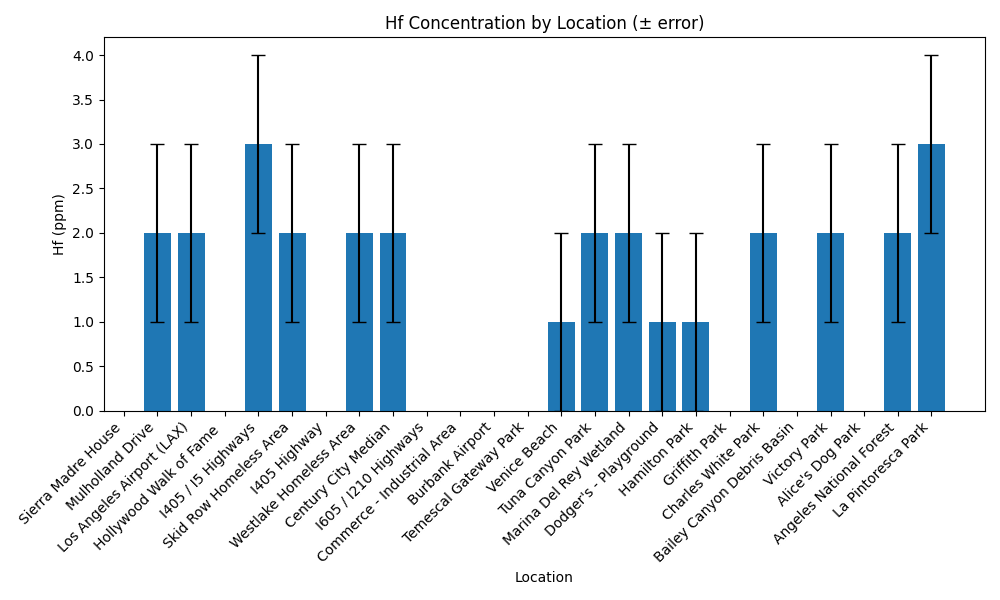 Hf Concentration by Location (± error)
Hf (ppm)
4.0
3.5
3.0
2.5
2.0
1.5
1.0
0.5
0.0
Sierra Madre House
Mulholland Drive
Los Angeles Airport (LAX)
Hollywood Walk of Fame
I405 / I5 Highways
Skid Row Homeless Area
I405 Highway
Westlake Homeless Area
Century City Median
I605 / I210 Highways
Commerce - Industrial Area
Burbank Airport
Temescal Gateway Park
Venice Beach
Tuna Canyon Park
Marina Del Rey Wetland
Dodger's - Playground
Hamilton Park
Griffith Park
Charles White Park
Bailey Canyon Debris Basin
Victory Park
Alice's Dog Park
Angeles National Forest
La Pintoresca Park
Location